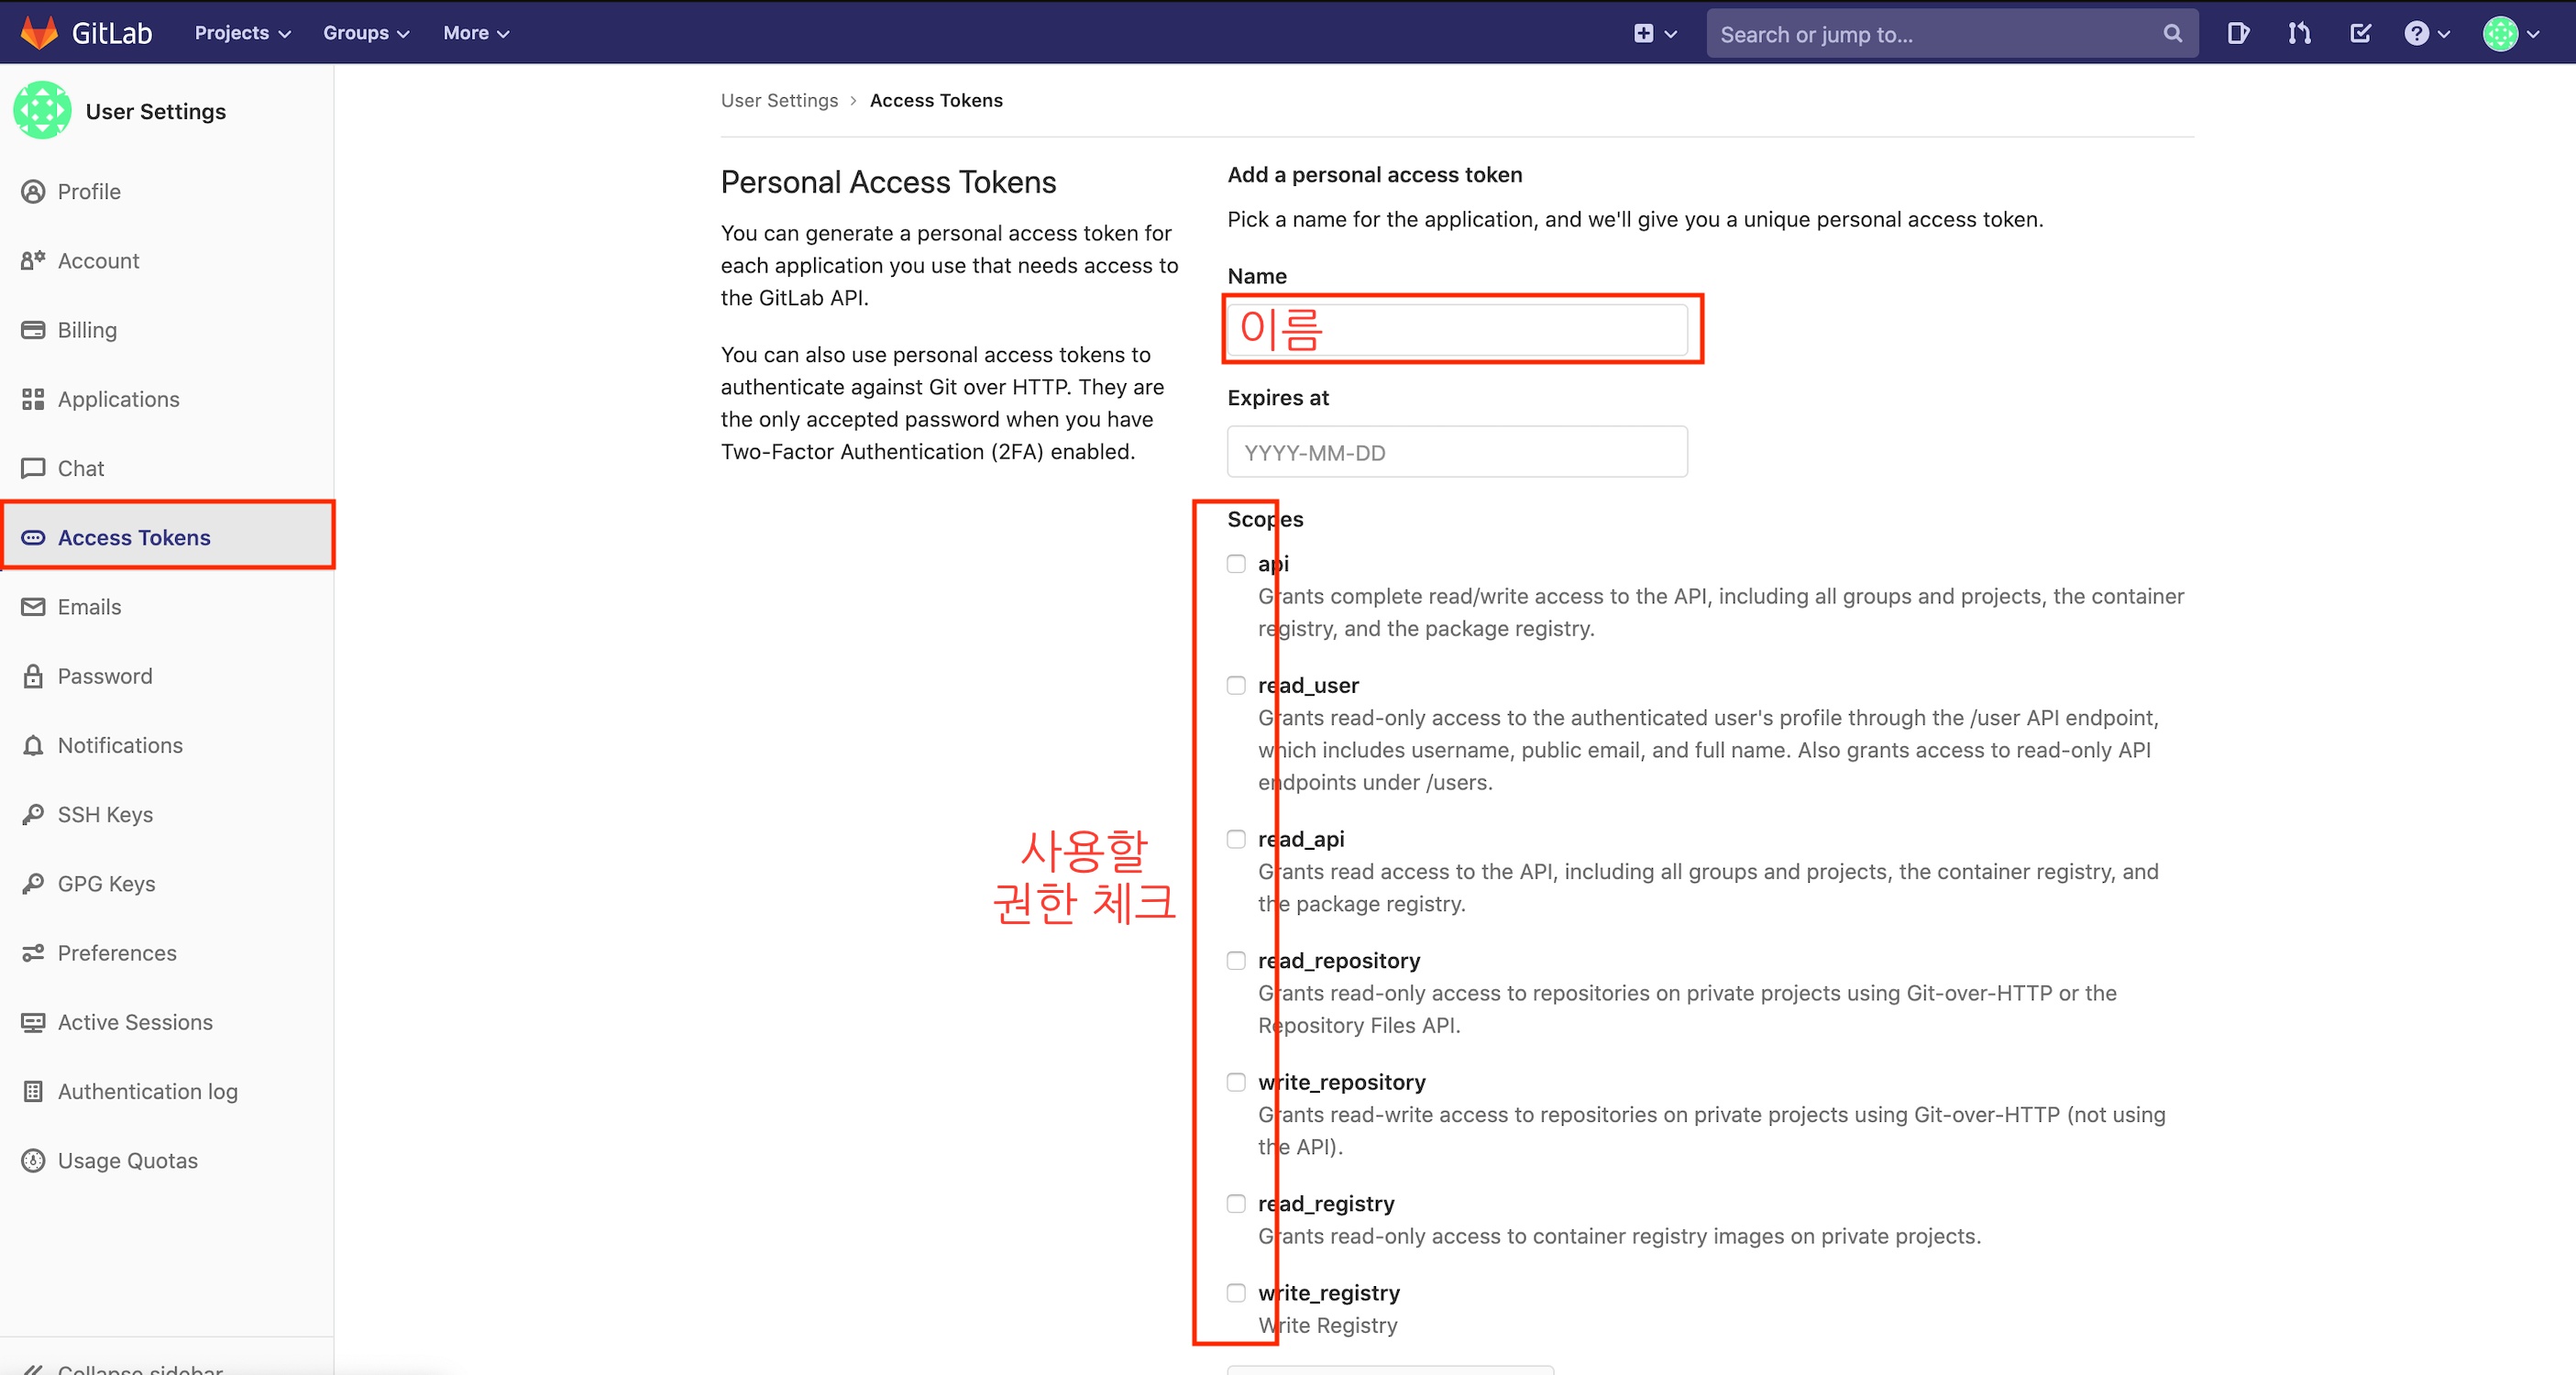 GitLab Projects Groups More Search or jump to...
User Settings
Profile
Account
Billing
Applications
Chat
Access Tokens
Emails
Password
Notifications
SSH Keys
GPG Keys
Preferences
Active Sessions
Authentication log
Usage Quotas
Collapse sidebar
User Settings › Access Tokens
Personal Access Tokens
You can generate a personal access token for
each application you use that needs access to
the GitLab API.
You can also use personal access tokens to
authenticate against Git over HTTP. They are
the only accepted password when you have
Two-Factor Authentication (2FA) enabled.
Add a personal access token
Pick a name for the application, and we'll give you a unique personal access token.
Name
이름
Expires at
YYYY-MM-DD
사용할
권한 체크
Scopes
api
Grants complete read/write access to the API, including all groups and projects, the container
registry, and the package registry.
read_user
Grants read-only access to the authenticated user's profile through the /user API endpoint,
which includes username, public email, and full name. Also grants access to read-only API
endpoints under /users.
read_api
Grants read access to the API, including all groups and projects, the container registry, and
the package registry.
read_repository
Grants read-only access to repositories on private projects using Git-over-HTTP or the
Repository Files API.
write_repository
Grants read-write access to repositories on private projects using Git-over-HTTP (not using
the API).
read_registry
Grants read-only access to container registry images on private projects.
write_registry
Write Registry